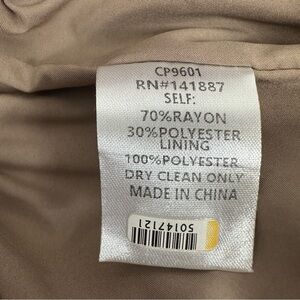 CP9601
RN#141887
SELF:
70%RAYON
30%POLYESTER
LINING
100%POLYESTER
DRY CLEAN ONLY
MADE IN CHINA
50147121